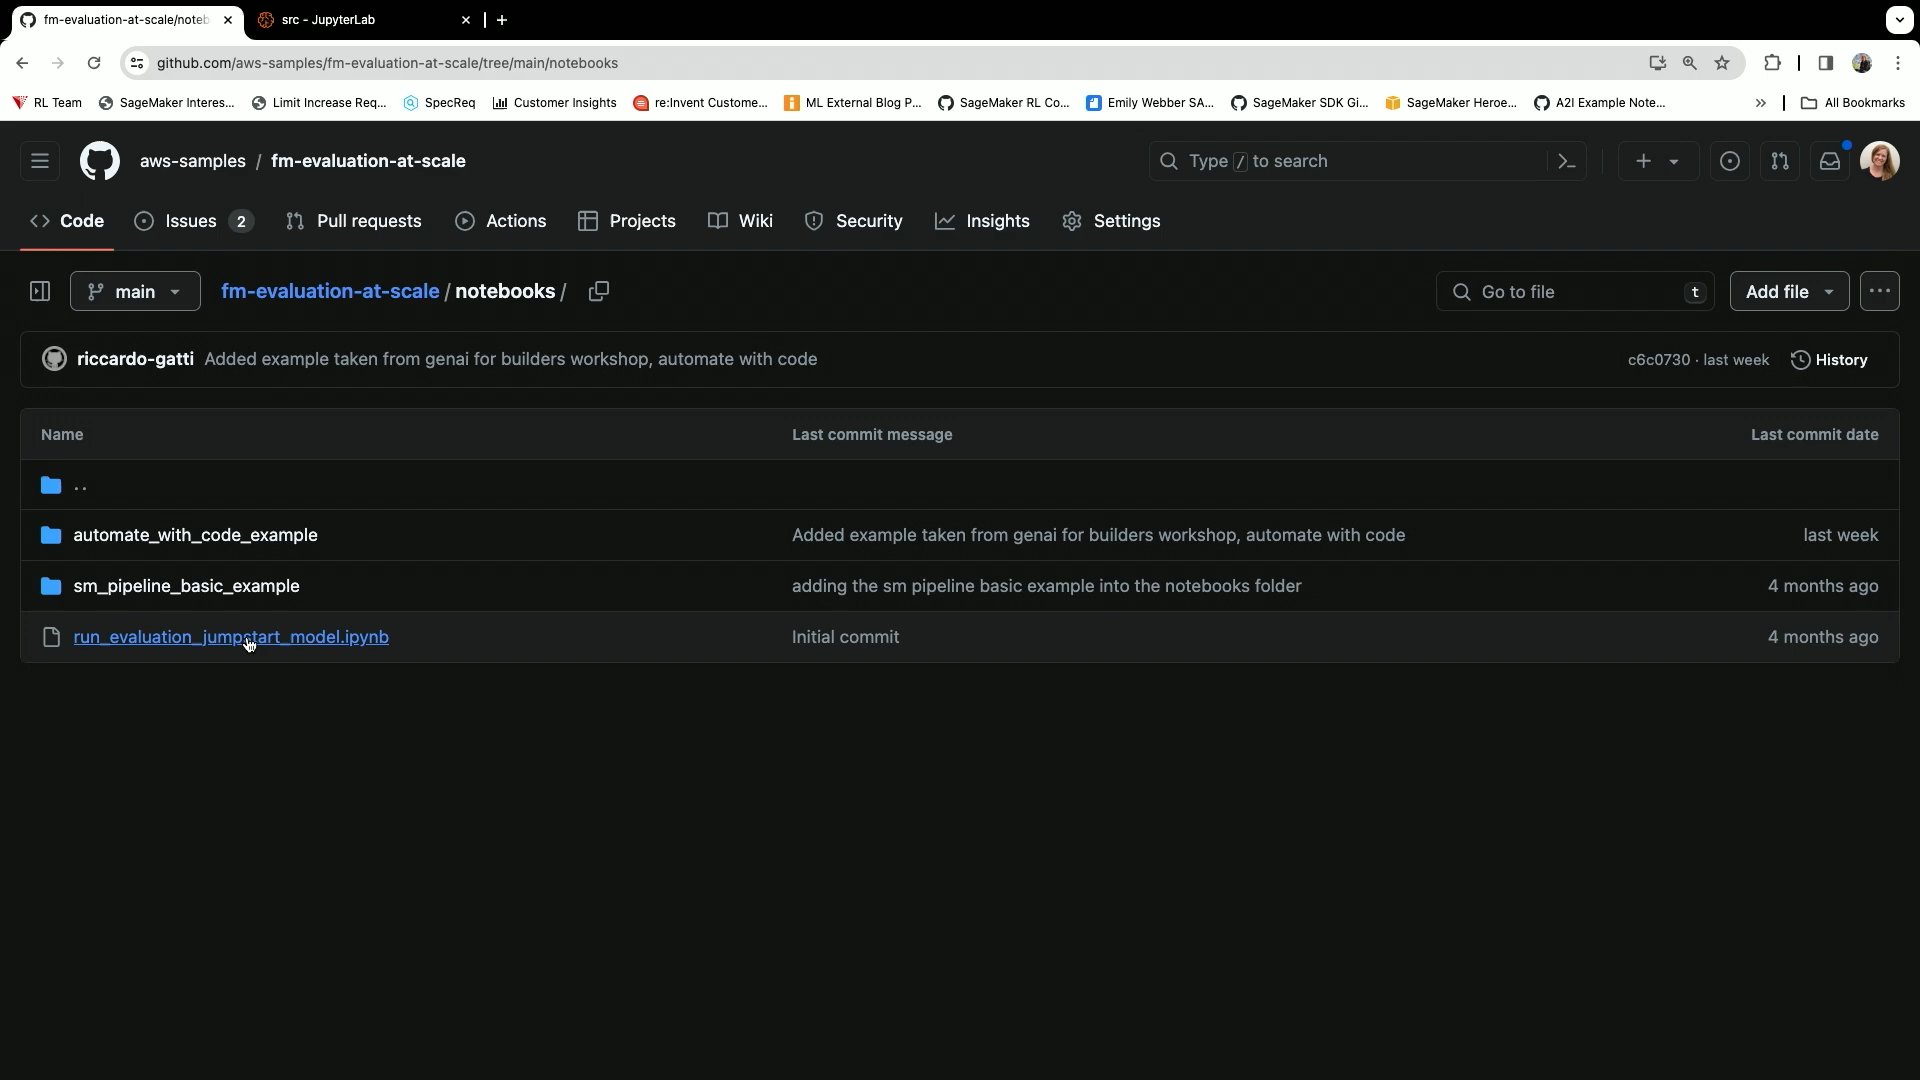 fm-evaluation-at-scale/noteb
src - JupyterLab
github.com/aws-samples/fm-evaluation-at-scale/tree/main/notebooks
RL Team
SageMaker Interes...
Limit Increase Req...
SpecReq
Customer Insights
re:Invent Custome...
ML External Blog P...
SageMaker RL Co...
Emily Webber SA...
SageMaker SDK Gi...
SageMaker Heroe...
A2I Example Note...
All Bookmarks
aws-samples / fm-evaluation-at-scale
Type / to search
Code
Issues 2
Pull requests
Actions
Projects
Wiki
Security
Insights
Settings
main
fm-evaluation-at-scale / notebooks /
Go to file t
Add file
riccardo-gatti Added example taken from genai for builders workshop, automate with code
c6c0730 · last week
History
Name Last commit message Last commit date
..
automate_with_code_example Added example taken from genai for builders workshop, automate with code last week
sm_pipeline_basic_example adding the sm pipeline basic example into the notebooks folder 4 months ago
run_evaluation_jumpstart_model.ipynb Initial commit 4 months ago